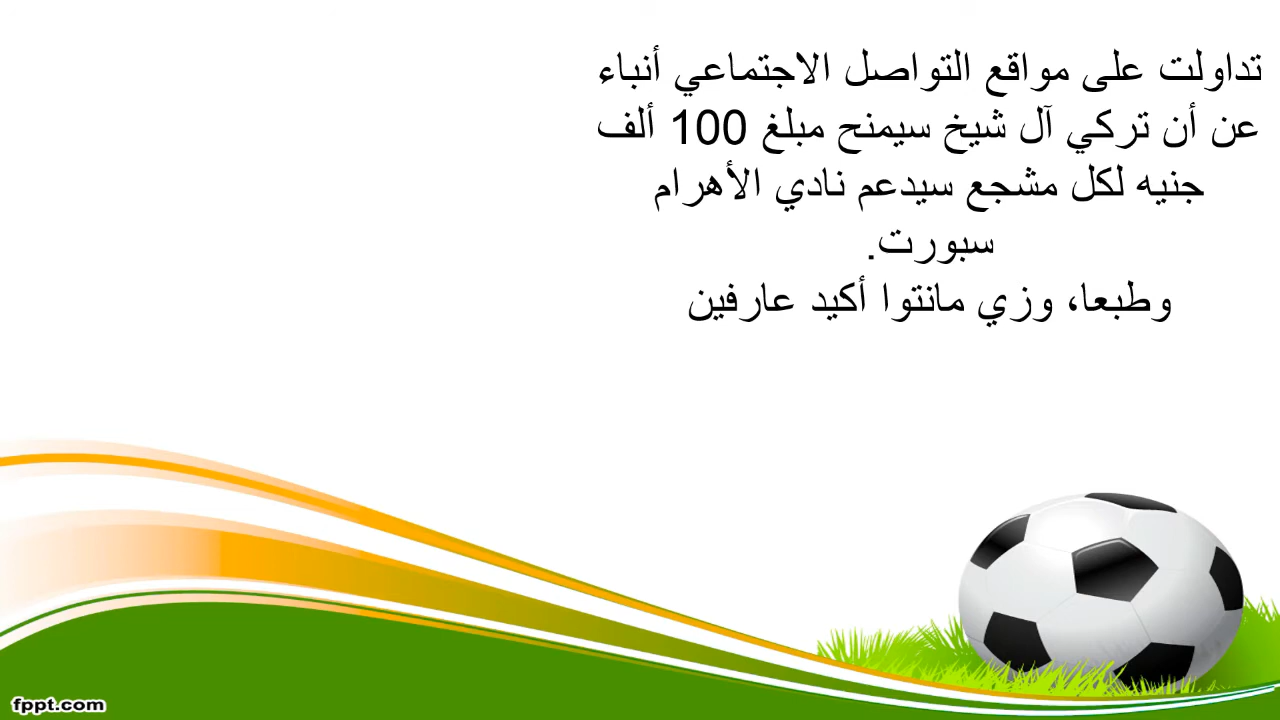 تداولت على مواقع التواصل الاجتماعي أنباء
عن أن تركي آل شيخ سيمنح مبلغ 100 ألف
جنيه لكل مشجع سيدعم نادي الأهرام
سبورت.
وطبعا، وزي مانتوا أكيد عارفين
fppt.com